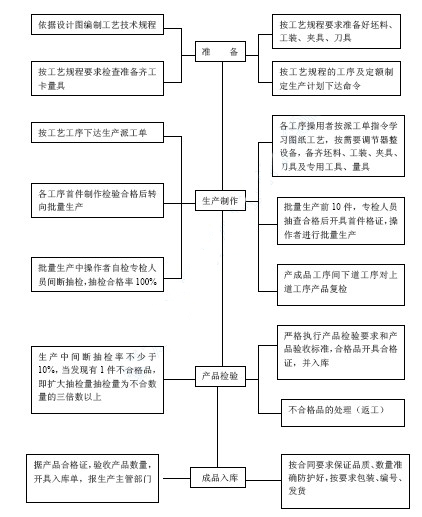 依据设计图编制工艺技术规程
按工艺规程要求检查准备齐工
卡量具
准 备
按工艺规程要求准备好坯料、
工装、夹具、刀具
按工艺规程的工序及定额制
定生产计划下达命令
按工艺工序下达生产派工单
各工序首件制作检验合格后转
向批量生产
批量生产中操作者自检专检人
员间断抽检,抽检合格率100%
生产制作
各工序操用者按派工单指令学
习图纸工艺，按需要调节器整
设备，备齐坯料、工装、夹具、
刀具及专用工具、量具
批量生产前10件，专检人员
抽查合格后开具首件格证，操
作者进行批量生产
产成品工序间下道工序对上
道工序产品复检
生产中间断抽检率不少于
10%，当发现有1件不合格品，
即扩大抽检量抽检量为不合数
量的三倍数以上
产品检验
严格执行产品检验要求和产
品验收标准，合格品开具合格
证，并入库
不合格品的处理（返工）
据产品合格证，验收产品数量，
开具入库单，报生产主管部门
成品入库
按合同要求保证品质、数量准
确防护好，按要求包装、编号、
发货